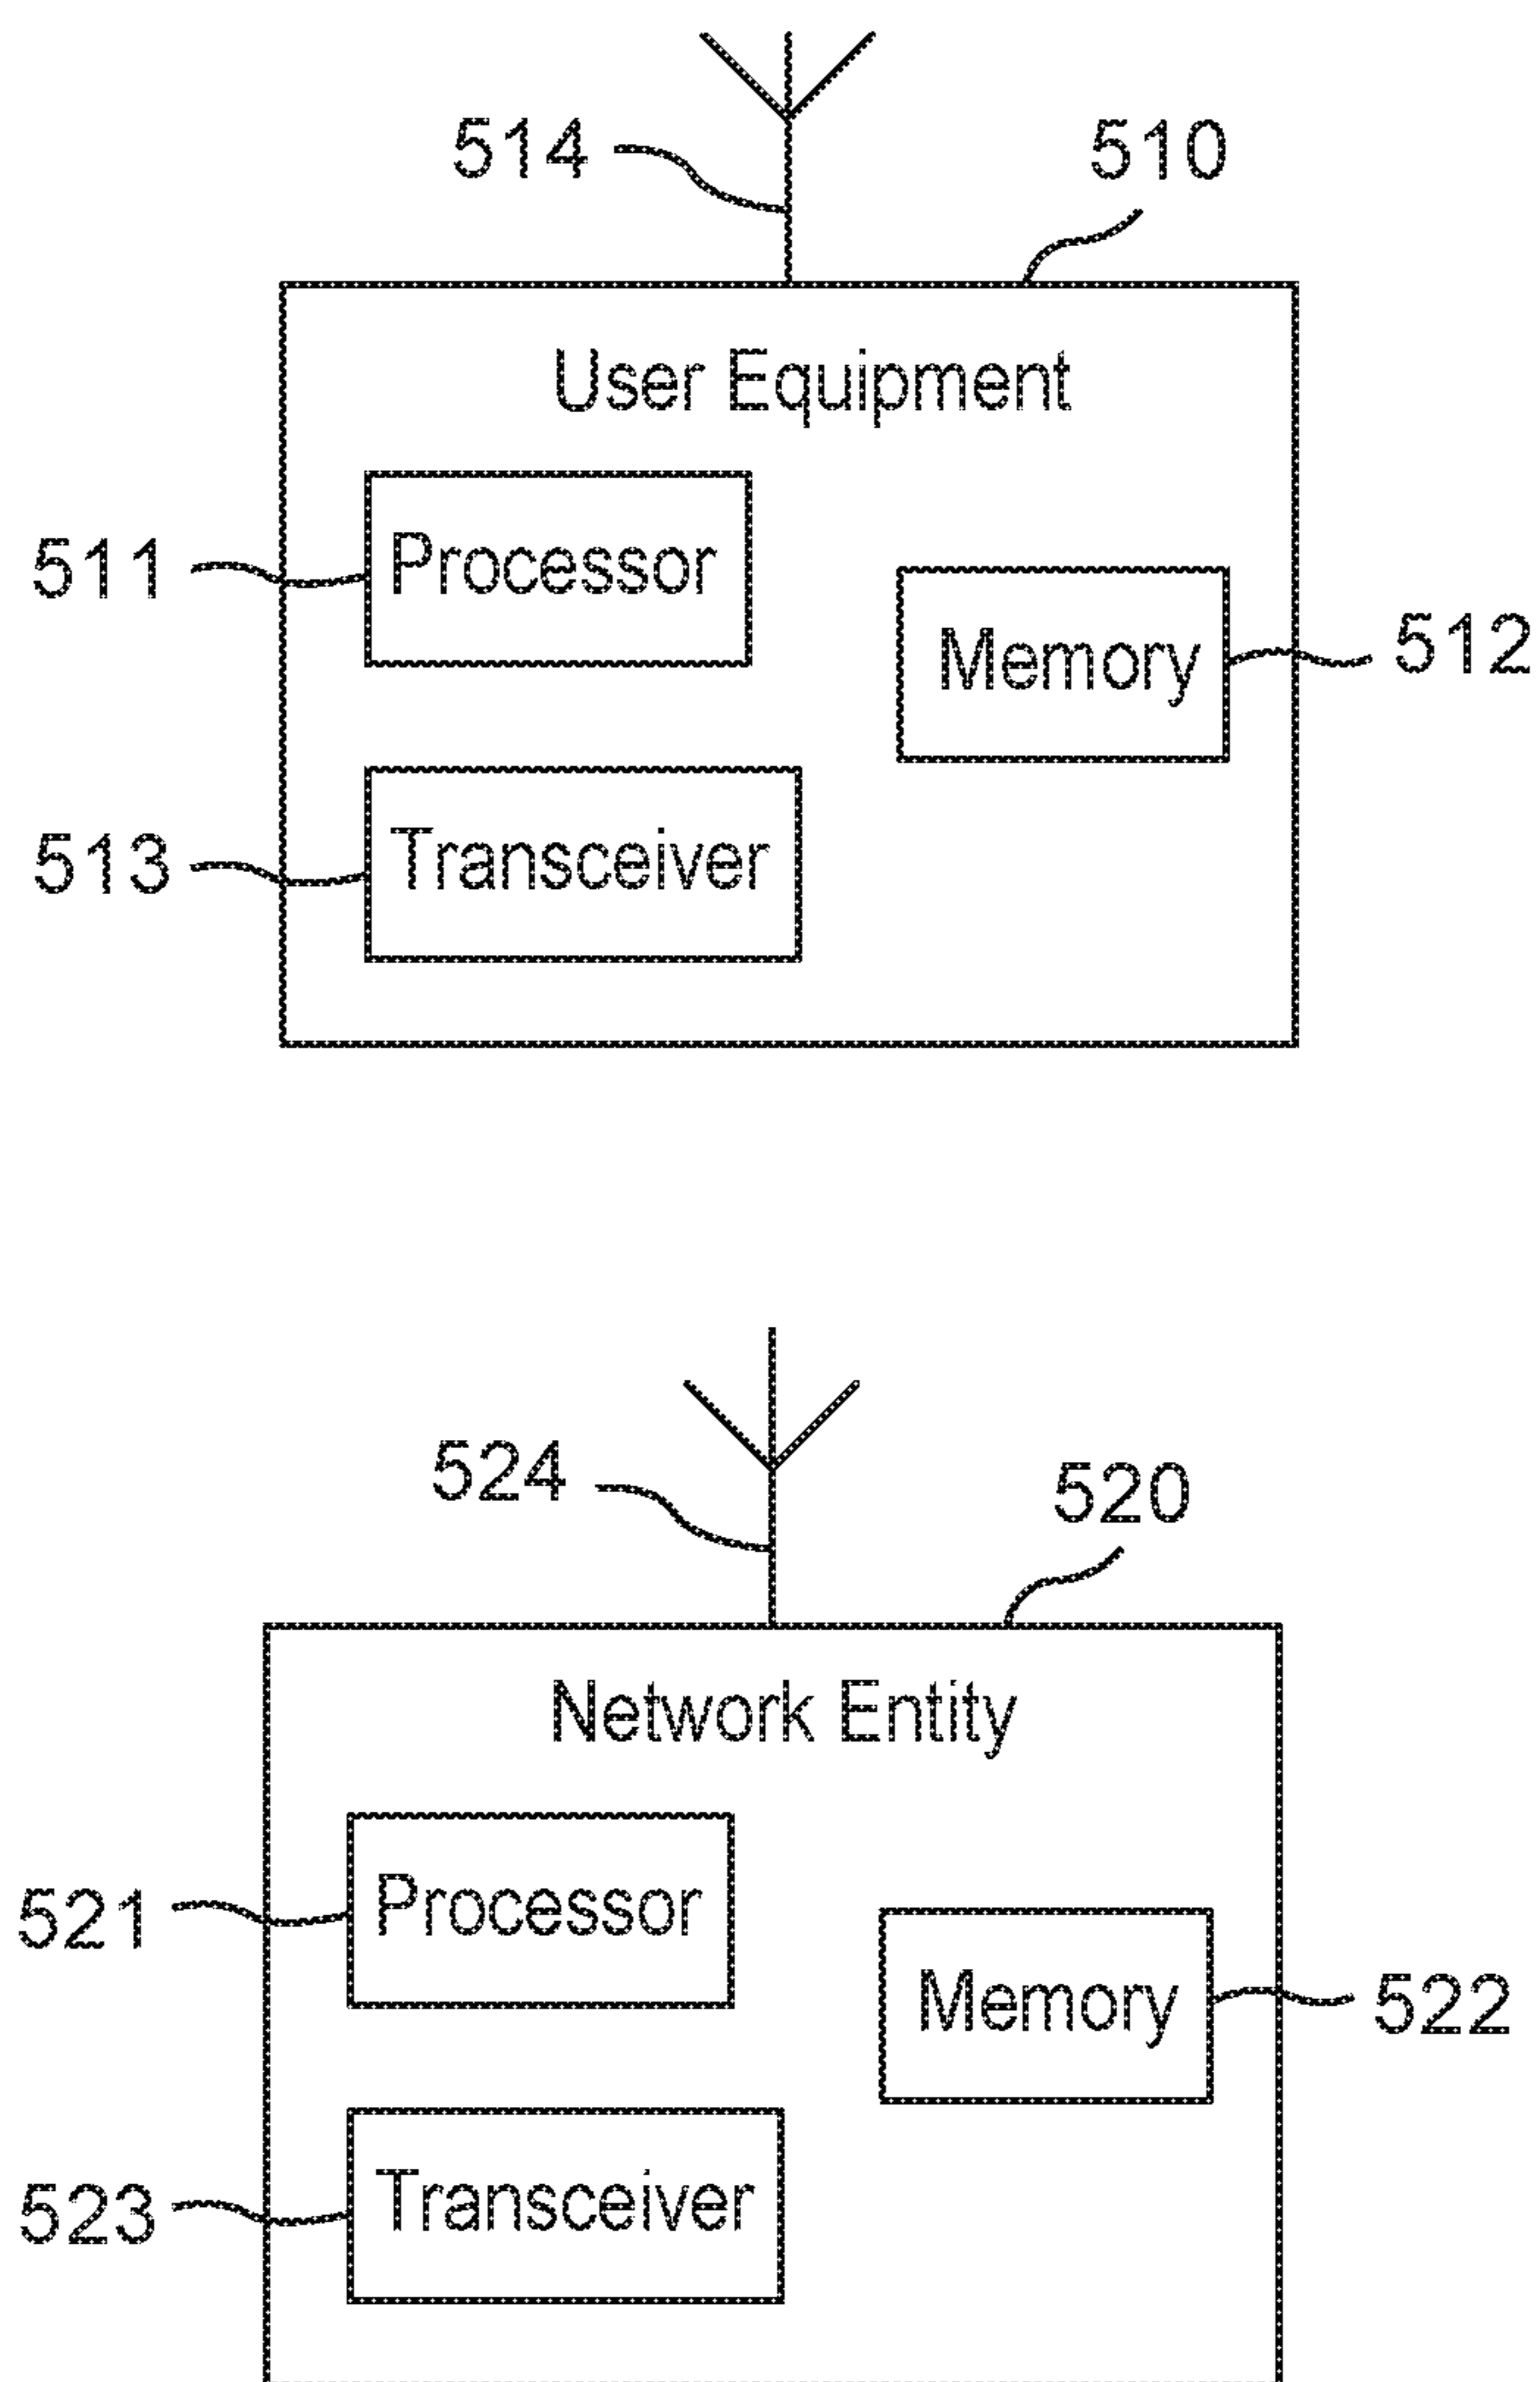 514
510
User Equipment
511
Processor
Memory
512
513
Transceiver
524
520
Network Entity
521
Processor
Memory
522
523
Transceiver